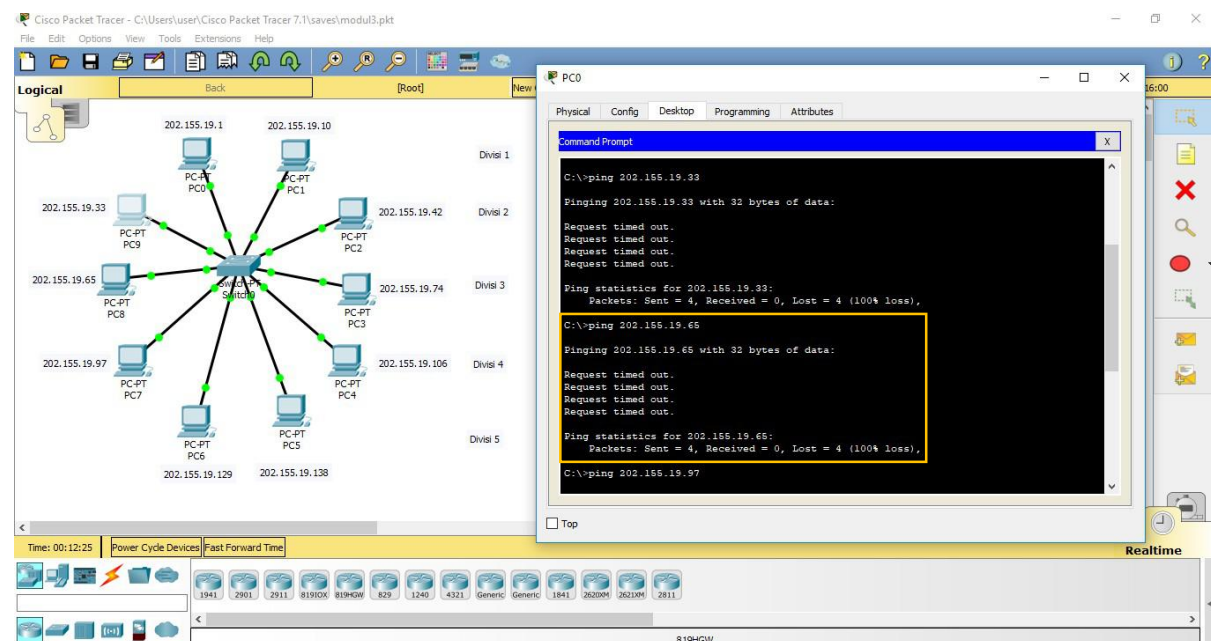 Cisco Packet Tracer - C:\Users\user\Cisco Packet Tracer 7.1\saves\modul3.pkt
File Edit Options View Tools Extensions Help
Logical
Back
[Root]
New
16:00
202.155.19.1
202.155.19.10
Divisi 1
PC-PT
PC0
PC-PT
PC1
202.155.19.33
202.155.19.42
Divisi 2
PC-PT
PC9
PC-PT
PC2
202.155.19.65
202.155.19.74
Divisi 3
Switch-PT
Switch0
PC-PT
PC8
PC-PT
PC3
202.155.19.97
202.155.19.106
Divisi 4
PC-PT
PC7
PC-PT
PC4
PC-PT
PC6
PC-PT
PC5
Divisi 5
202.155.19.129
202.155.19.138
PC0
Physical Config Desktop Programming Attributes
Command Prompt
X
C:\>ping 202.155.19.33
Pinging 202.155.19.33 with 32 bytes of data:
Request timed out.
Request timed out.
Request timed out.
Request timed out.
Ping statistics for 202.155.19.33:
Packets: Sent = 4, Received = 0, Lost = 4 (100% loss),
C:\>ping 202.155.19.65
Pinging 202.155.19.65 with 32 bytes of data:
Request timed out.
Request timed out.
Request timed out.
Request timed out.
Ping statistics for 202.155.19.65:
Packets: Sent = 4, Received = 0, Lost = 4 (100% loss),
C:\>ping 202.155.19.97
Top
Time: 00:12:25
Power Cycle Devices Fast Forward Time
Realtime
1941 2901 2911 819IOX 819HGW 829 1240 4321 Generic Generic 1841 2620XM 2621XM 2811
819HGW